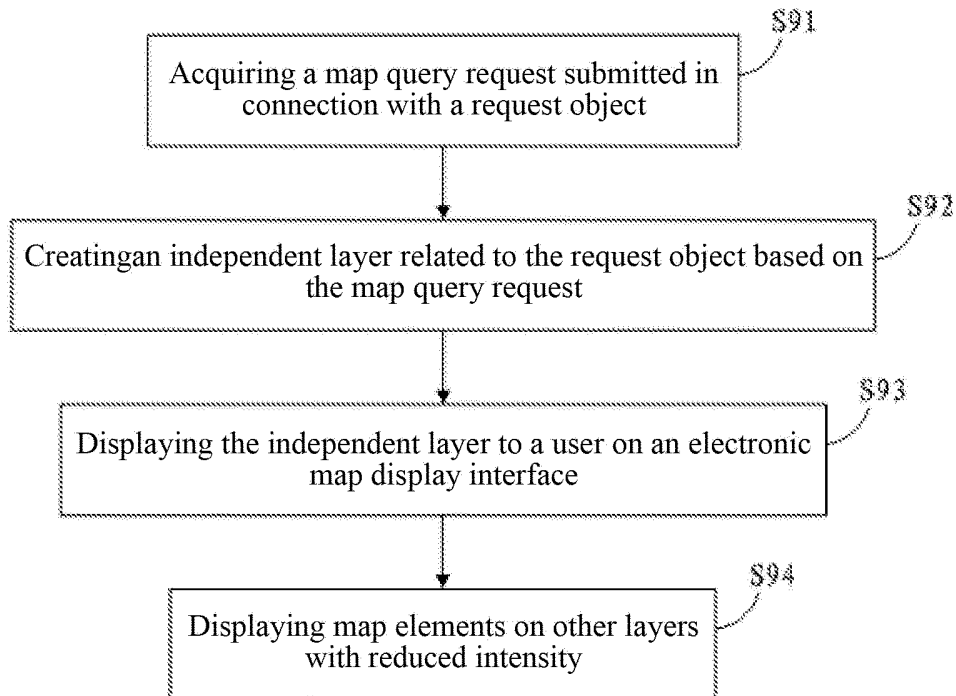 S91
Acquiring a map query request submitted in
connection with a request object
S92
Creatingan independent layer related to the request object based on
the map query request
S93
Displaying the independent layer to a user on an electronic
map display interface
S94
Displaying map elements on other layers
with reduced intensity